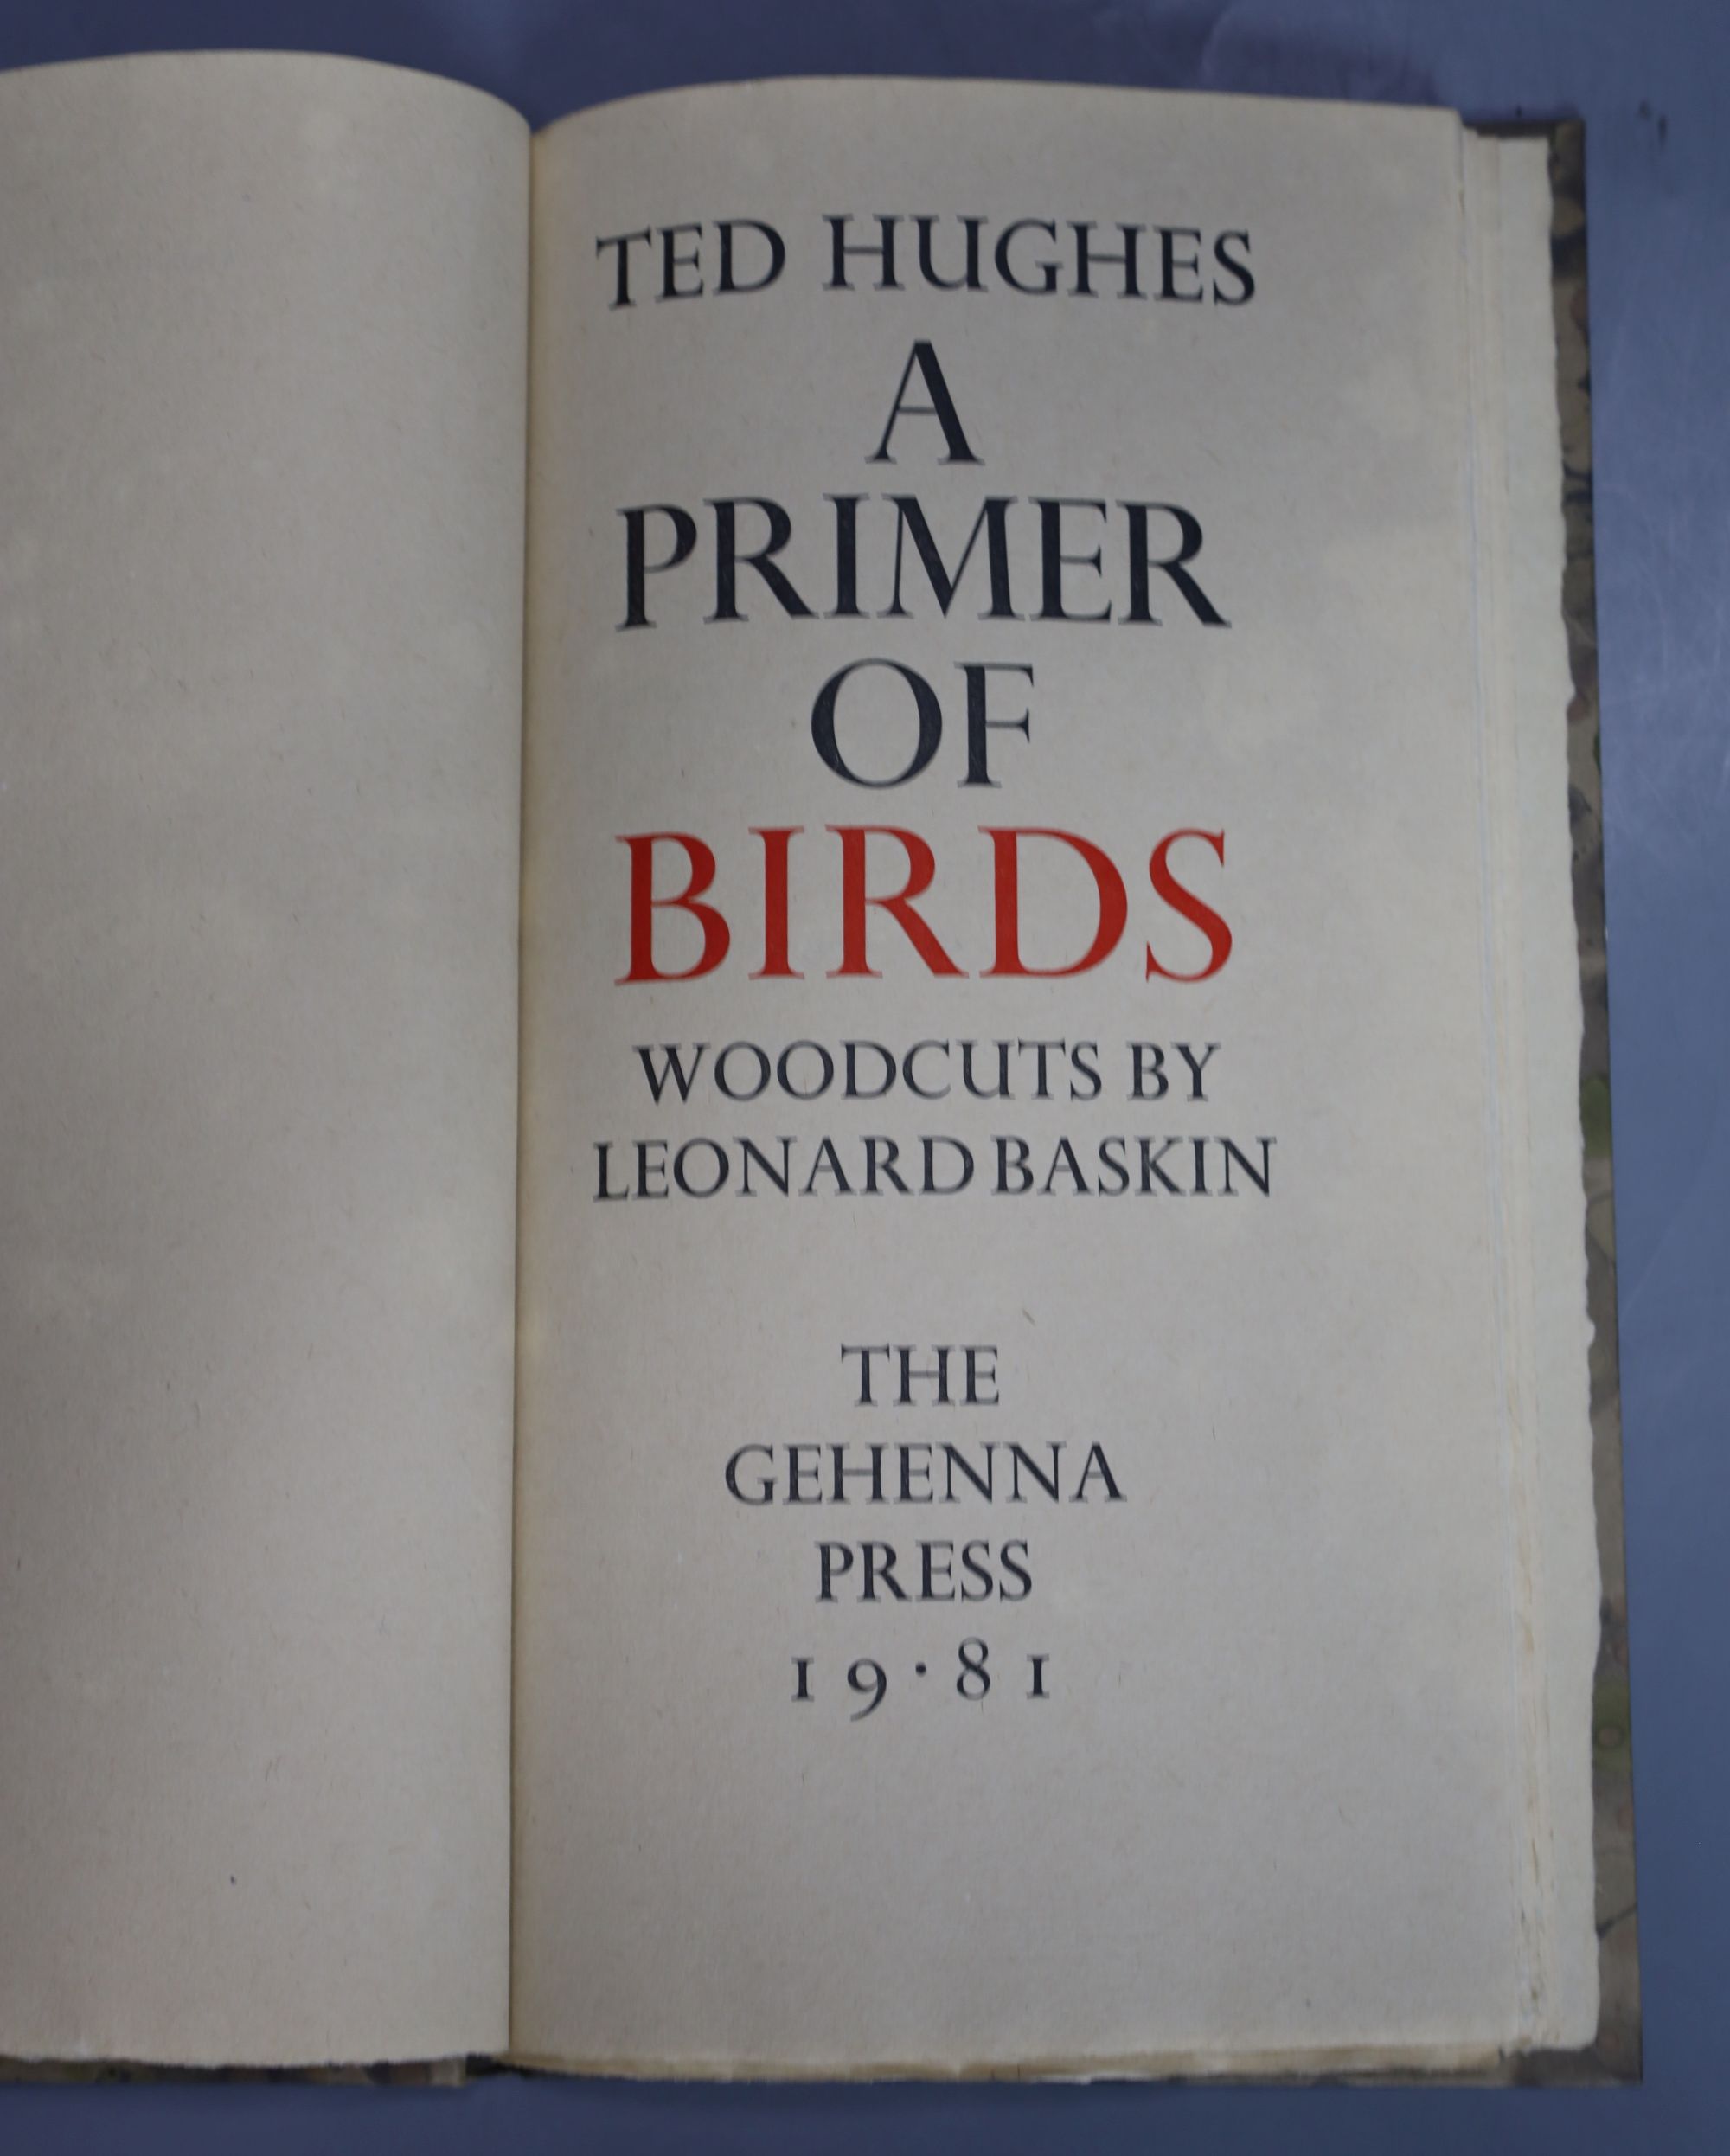 TED HUGHES
A
PRIMER
OF
BIRDS
WOODCUTS BY
LEONARD BASKIN
THE
GEHENNA
PRESS
19·81